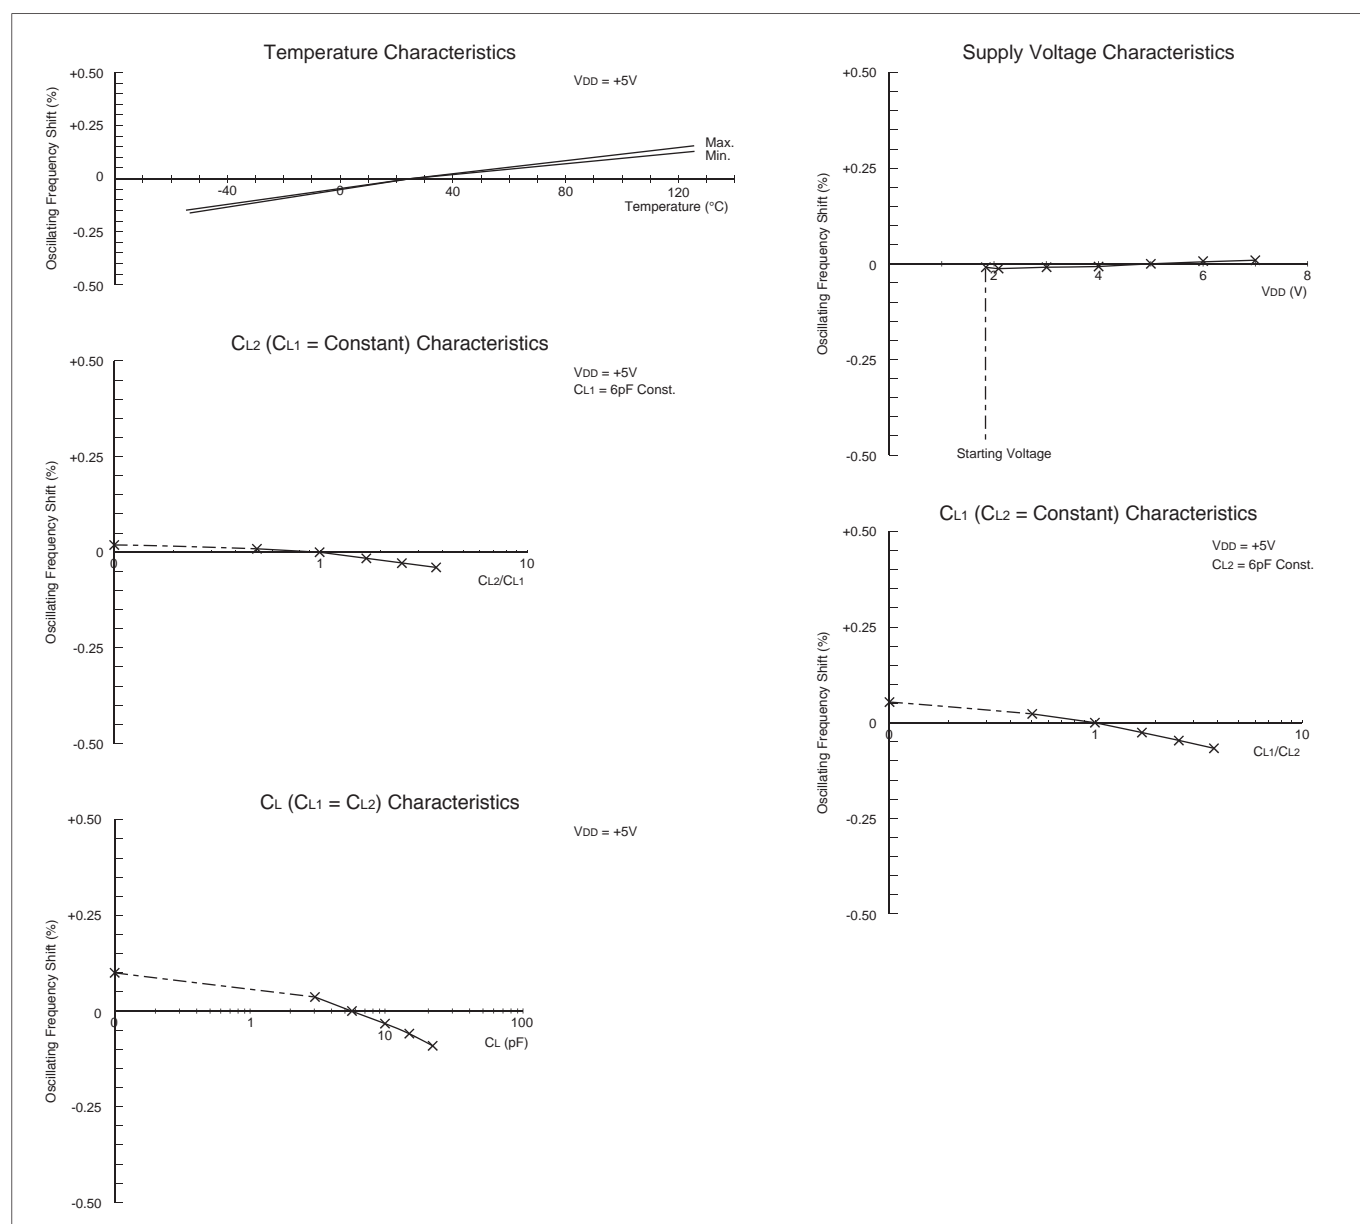 Temperature Characteristics
VDD = +5V
Oscillating Frequency Shift (%)
+0.50
+0.25
0
-0.25
-0.50
-40
0
40
80
120
Max.
Min.
Temperature (°C)
Supply Voltage Characteristics
Oscillating Frequency Shift (%)
+0.50
+0.25
0
-0.25
-0.50
2
4
6
8
VDD (V)
Starting Voltage
CL2 (CL1 = Constant) Characteristics
VDD = +5V
CL1 = 6pF Const.
Oscillating Frequency Shift (%)
+0.50
+0.25
0
-0.25
-0.50
0
1
10
CL2/CL1
CL1 (CL2 = Constant) Characteristics
VDD = +5V
CL2 = 6pF Const.
Oscillating Frequency Shift (%)
+0.50
+0.25
0
-0.25
-0.50
0
1
10
CL1/CL2
CL (CL1 = CL2) Characteristics
VDD = +5V
Oscillating Frequency Shift (%)
+0.50
+0.25
0
-0.25
-0.50
0
1
10
100
CL (pF)